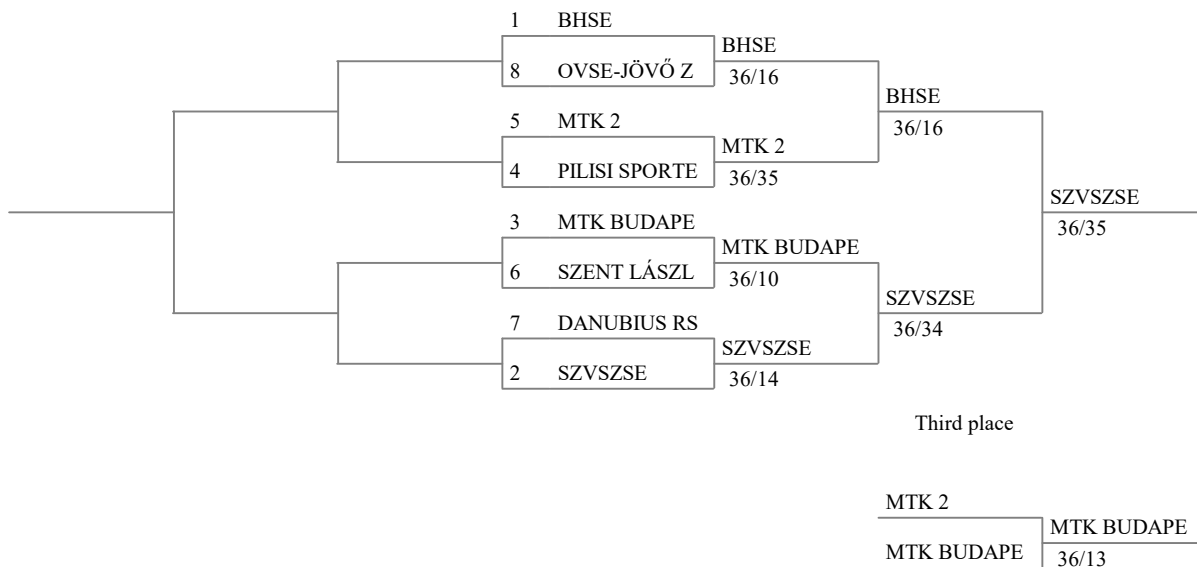 1 BHSE
BHSE
8 OVSE-JÖVŐ Z 36/16
BHSE
5 MTK 2 36/16
MTK 2
4 PILISI SPORTE 36/35
SZVSZSE
3 MTK BUDAPE 36/35
MTK BUDAPE
6 SZENT LÁSZL 36/10
SZVSZSE
7 DANUBIUS RS 36/34
SZVSZSE
2 SZVSZSE 36/14
Third place
MTK 2
MTK BUDAPE
MTK BUDAPE 36/13